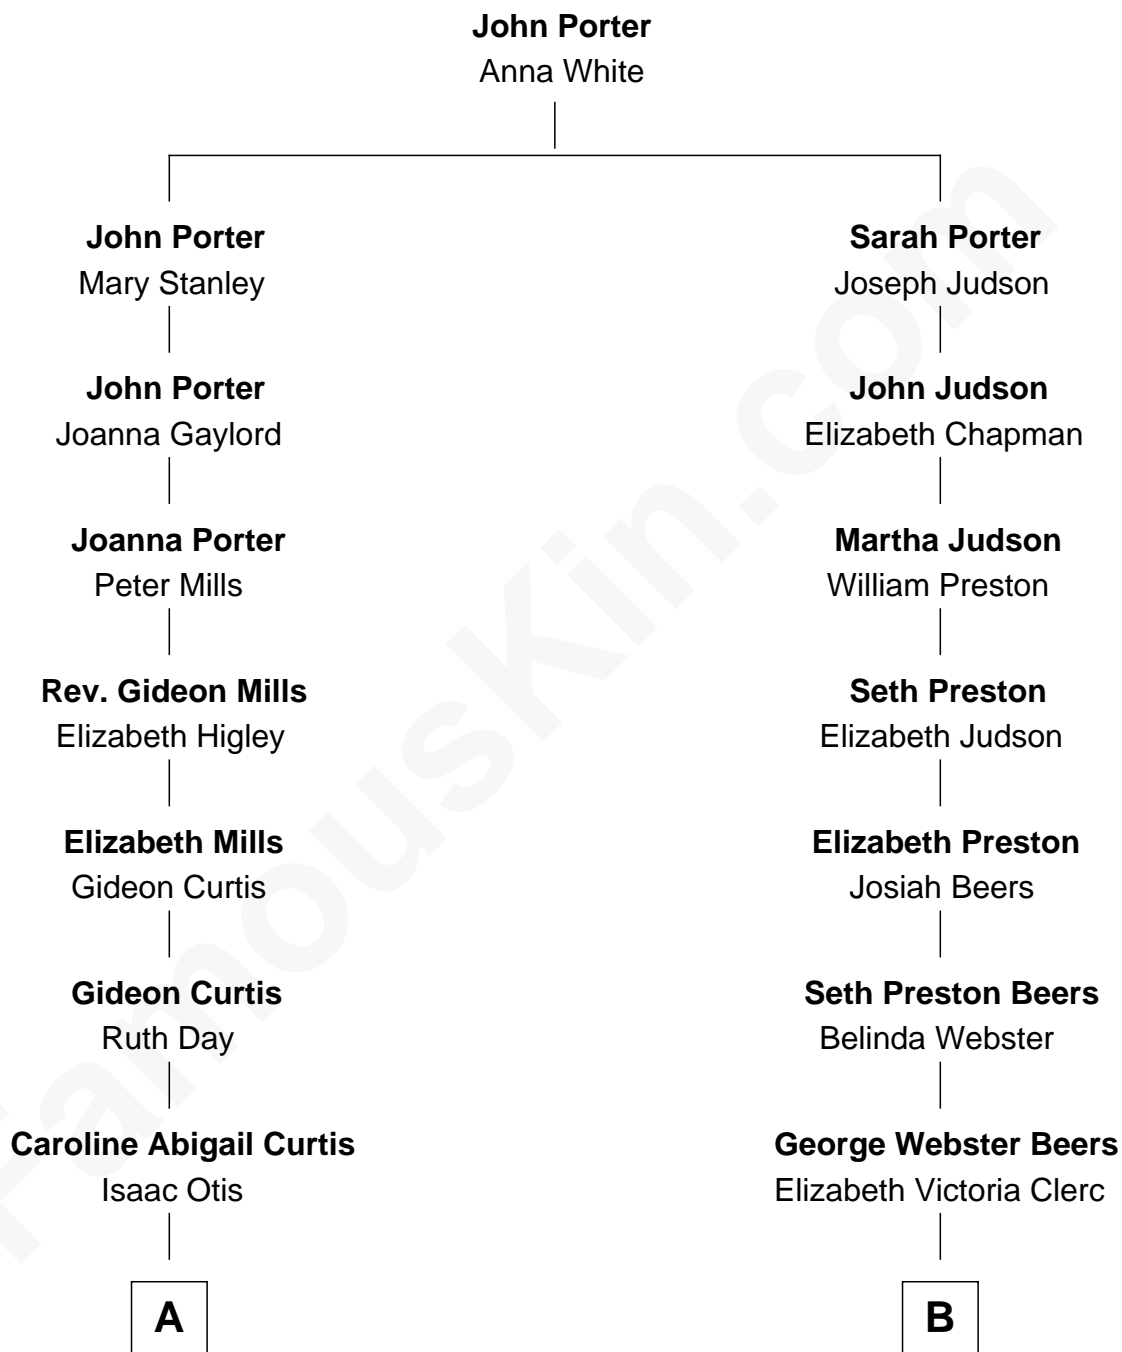 John Porter
Anna White
John Porter
Mary Stanley
Sarah Porter
Joseph Judson
John Porter
Joanna Gaylord
John Judson
Elizabeth Chapman
Joanna Porter
Peter Mills
Martha Judson
William Preston
Rev. Gideon Mills
Elizabeth Higley
Seth Preston
Elizabeth Judson
Elizabeth Mills
Gideon Curtis
Elizabeth Preston
Josiah Beers
Gideon Curtis
Ruth Day
Seth Preston Beers
Belinda Webster
Caroline Abigail Curtis
Isaac Otis
George Webster Beers
Elizabeth Victoria Clerc
A
B
FamousKin.com